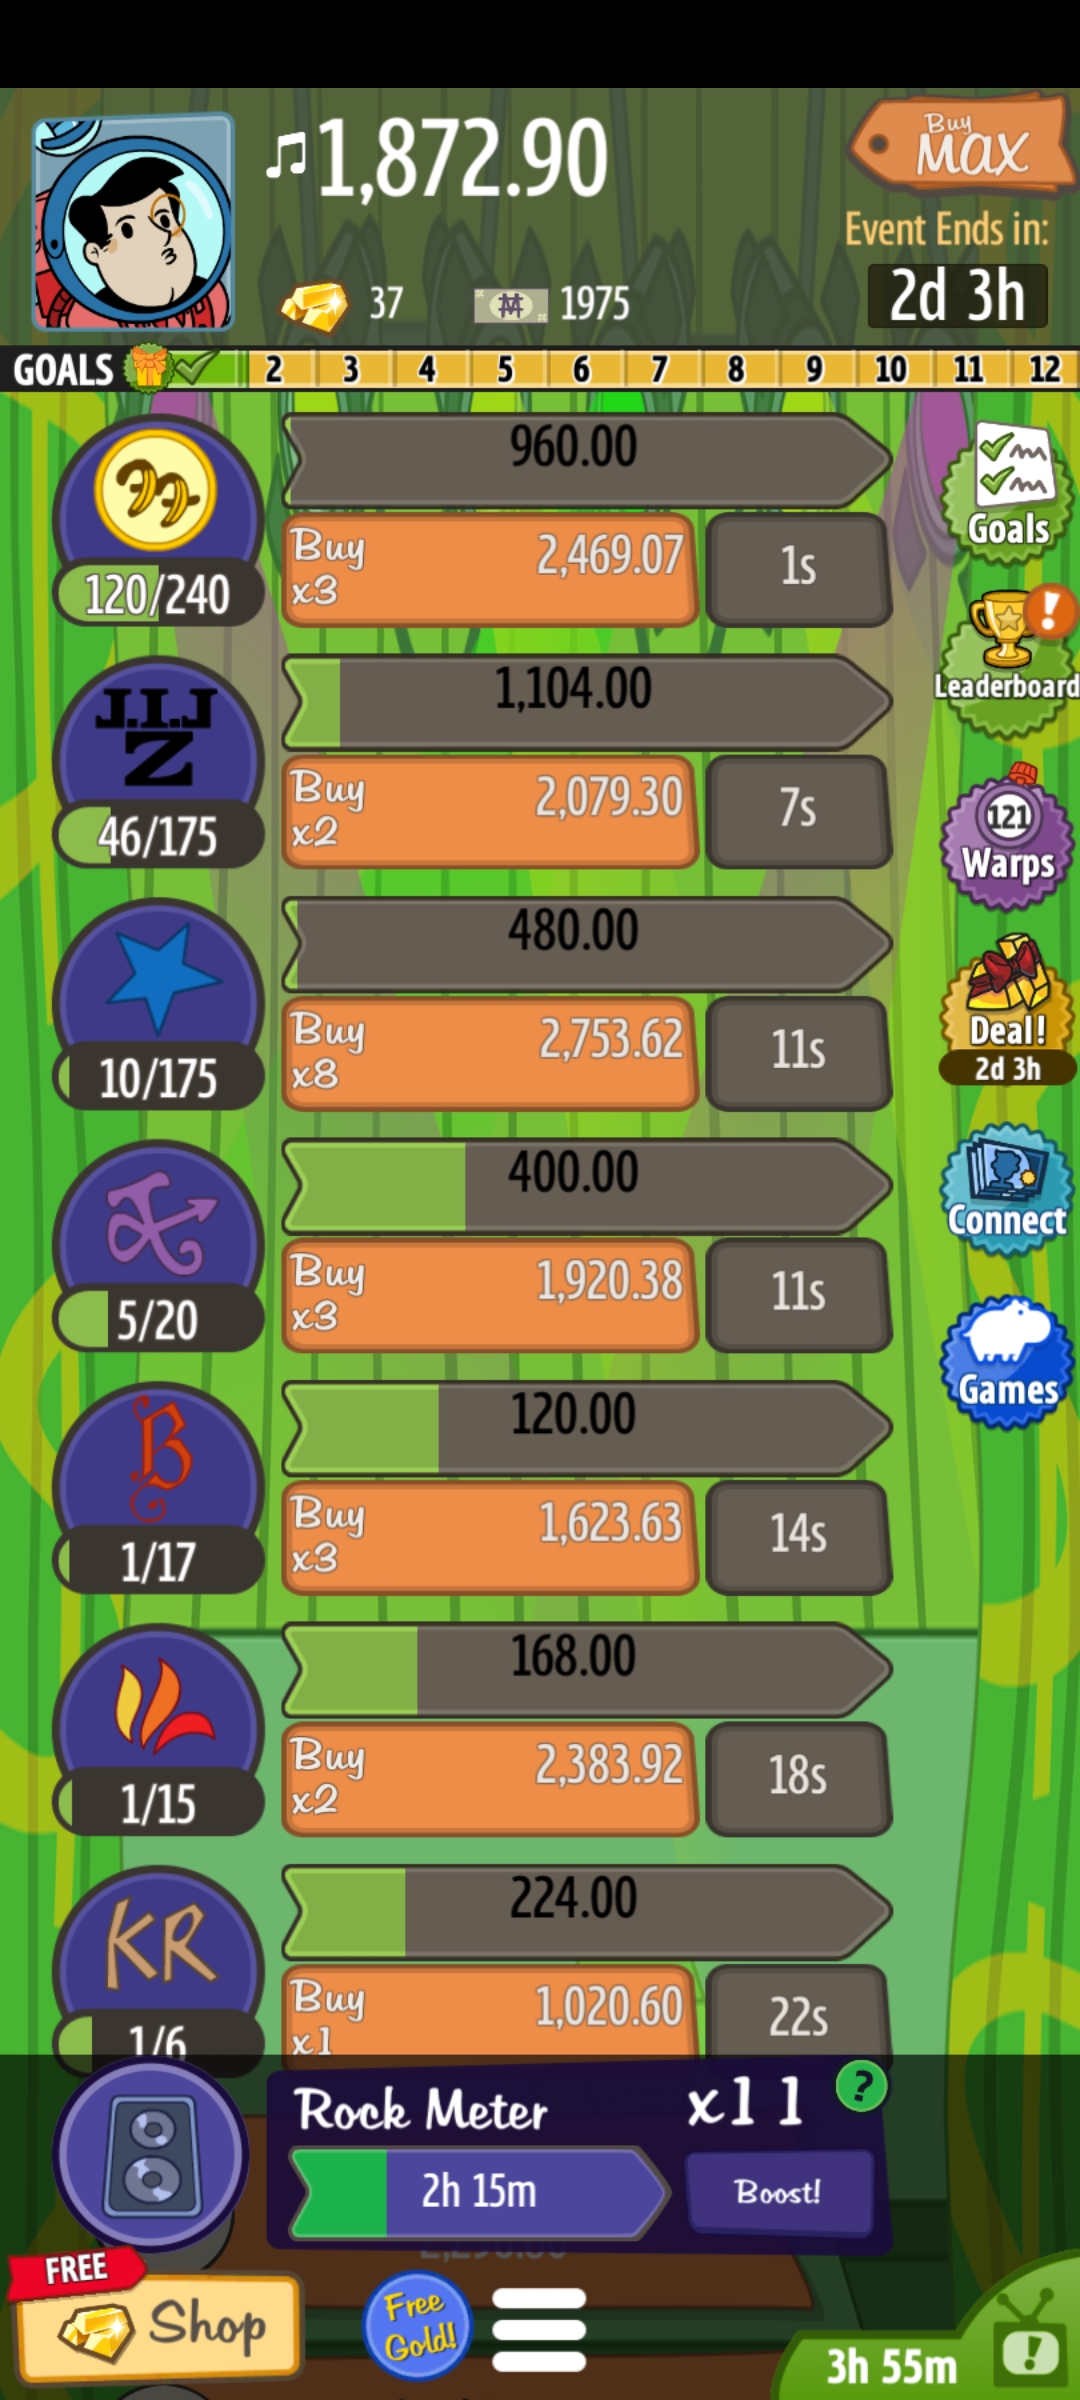 ♫1,872.90
Buy
MAX
Event Ends in:
37
1975
2d 3h
GOALS 2 3 4 5 6 7 8 9 10 11 12
960.00
Buy
x3
2,469.07
1s
120/240
Goals
J.I.J
Z
1,104.00
Buy
x2
2,079.30
7s
46/175
!
Leaderboard
121
Warps
480.00
Buy
x8
2,753.62
11s
10/175
Deal!
2d 3h
400.00
Buy
x3
1,920.38
11s
5/20
Connect
B
120.00
Buy
x3
1,623.63
14s
1/17
Games
168.00
Buy
x2
2,383.92
18s
1/15
KR
224.00
Buy
x1
1,020.60
22s
1/6
Rock Meter
x11
?
2h 15m
Boost!
FREE
Shop
Free
Gold!
3h 55m
!